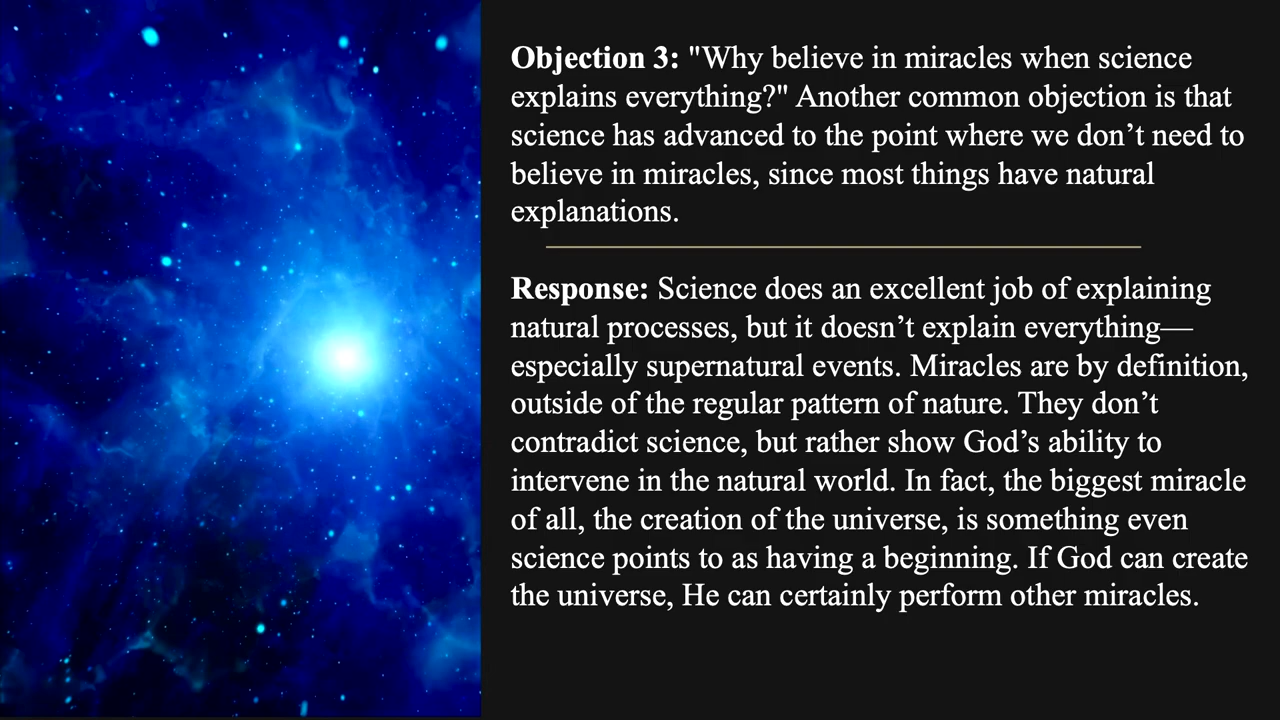 Objection 3: "Why believe in miracles when science
explains everything?" Another common objection is that
science has advanced to the point where we don’t need to
believe in miracles, since most things have natural
explanations.
Response: Science does an excellent job of explaining
natural processes, but it doesn’t explain everything—
especially supernatural events. Miracles are by definition,
outside of the regular pattern of nature. They don’t
contradict science, but rather show God’s ability to
intervene in the natural world. In fact, the biggest miracle
of all, the creation of the universe, is something even
science points to as having a beginning. If God can create
the universe, He can certainly perform other miracles.